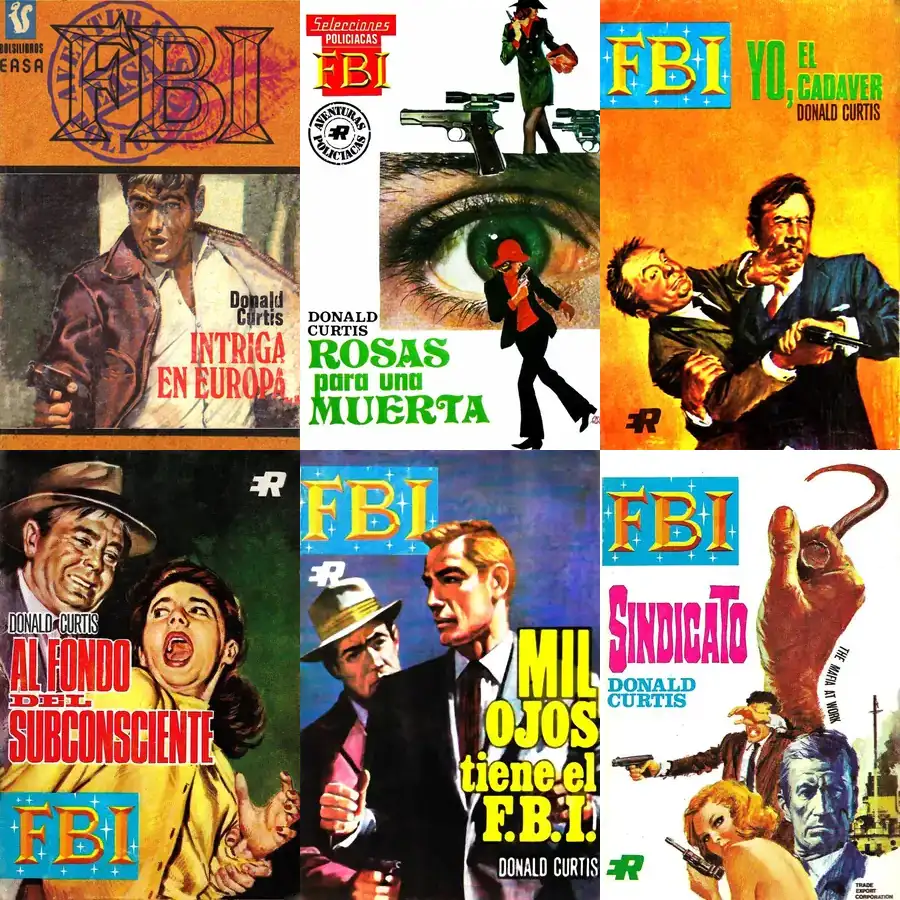 BOLSILIBROS
EASA
FBI
Donald
Curtis
INTRIGA
EN EUROPA..
Selecciones
POLICIACAS
FBI
AVENTURAS
R
POLICIACAS
DONALD
CURTIS
ROSAS
para una
MUERTA
FBI
YO, EL
CADAVER
DONALD CURTIS
R
R
DONALD CURTIS
AL FONDO
DEL
SUBCONSCIENTE
FBI
FBI
R
MIL
OJOS
tiene el
F.B.I.
DONALD CURTIS
FBI
SINDICATO
DONALD
CURTIS
THE MAFIA AT WORK
R
TRADE
EXPORT
CORPORATION